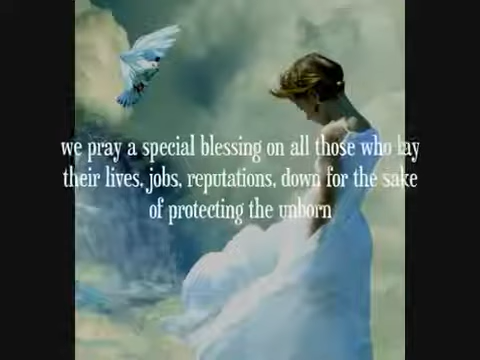 we pray a special blessing on all those who lay
their lives, jobs, reputations, down for the sake
of protecting the unborn